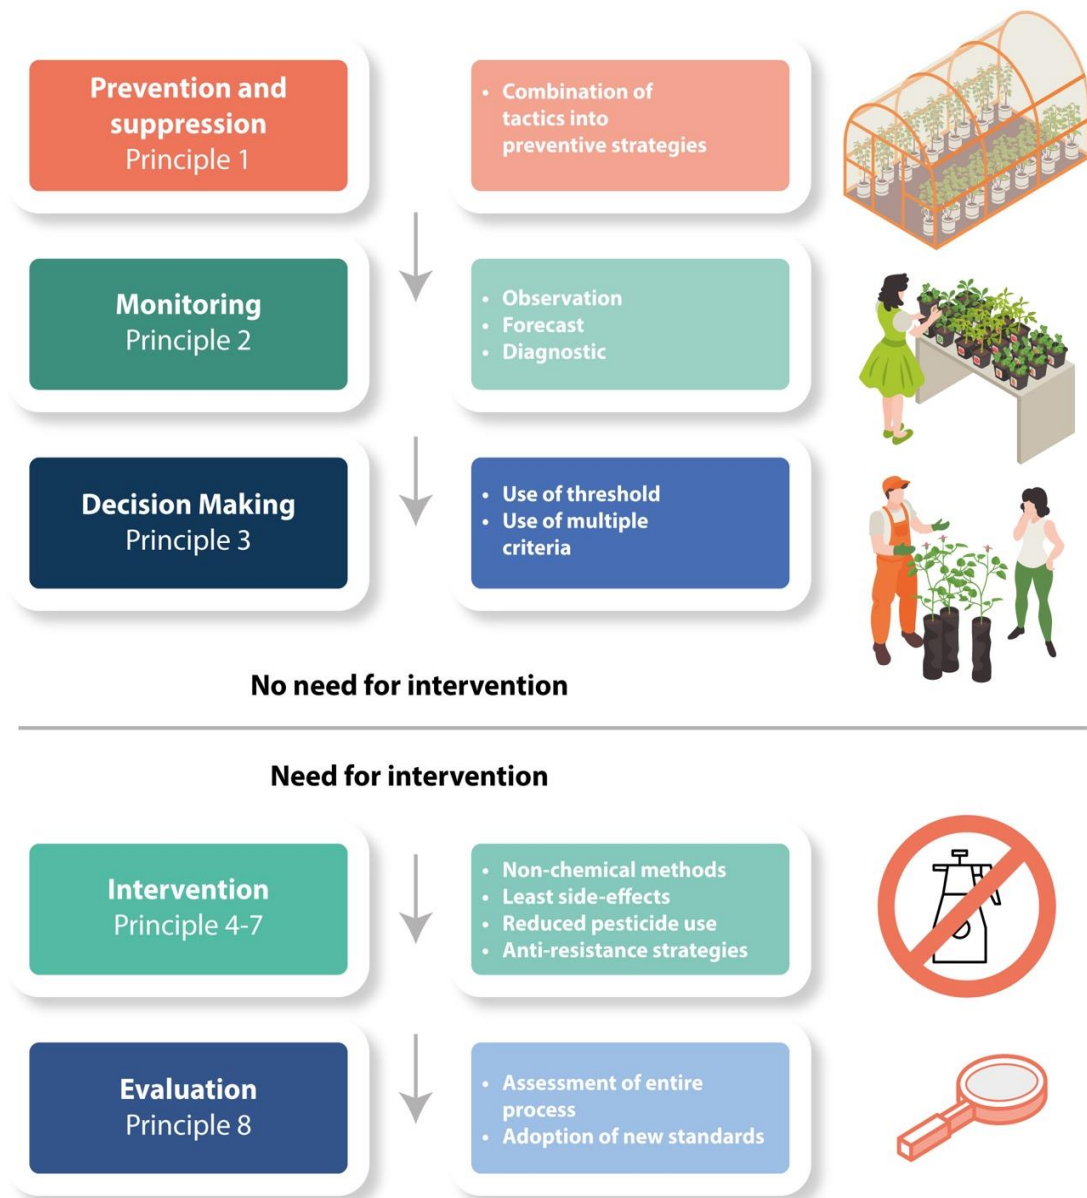 Prevention and
suppression
Principle 1
• Combination of
tactics into
preventive strategies
Monitoring
Principle 2
• Observation
• Forecast
• Diagnostic
Decision Making
Principle 3
• Use of threshold
• Use of multiple
criteria
No need for intervention
Need for intervention
Intervention
Principle 4-7
• Non-chemical methods
• Least side-effects
• Reduced pesticide use
• Anti-resistance strategies
Evaluation
Principle 8
• Assessment of entire
process
• Adoption of new standards